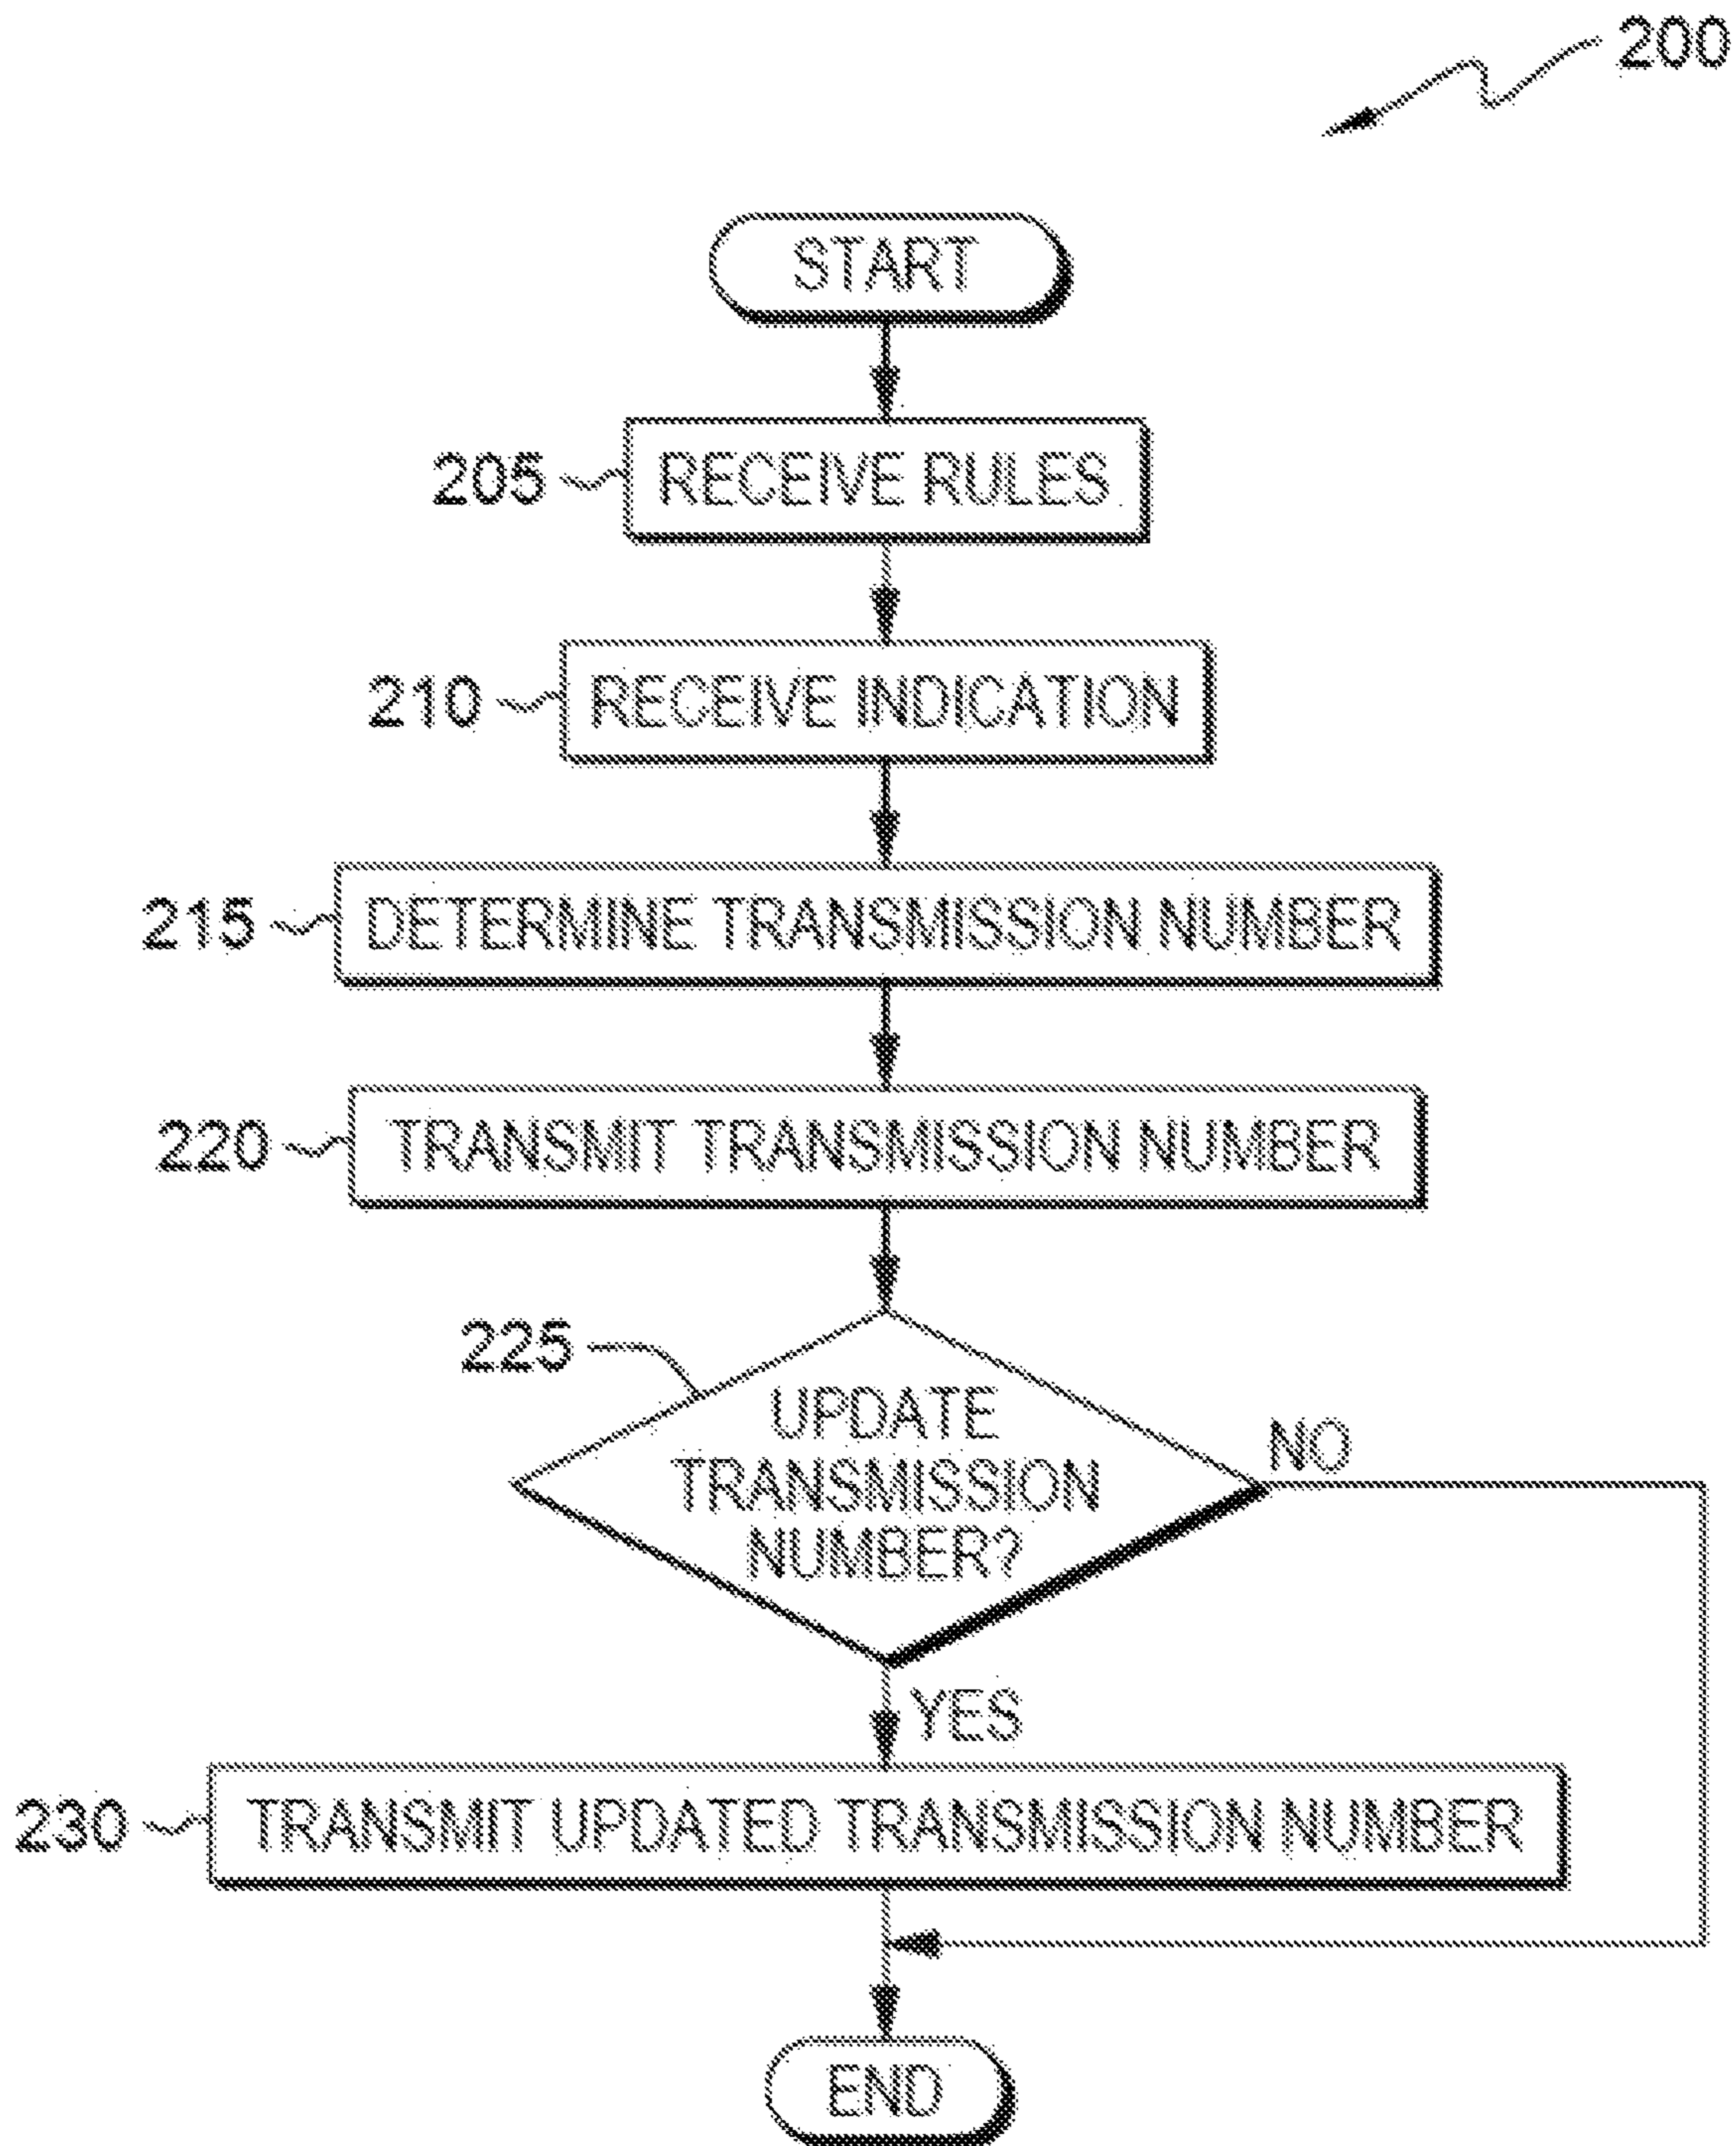 200
START
205
RECEIVE RULES
210
RECEIVE INDICATION
215
DETERMINE TRANSMISSION NUMBER
220
TRANSMIT TRANSMISSION NUMBER
225
UPDATE
TRANSMISSION
NUMBER?
NO
YES
230
TRANSMIT UPDATED TRANSMISSION NUMBER
END